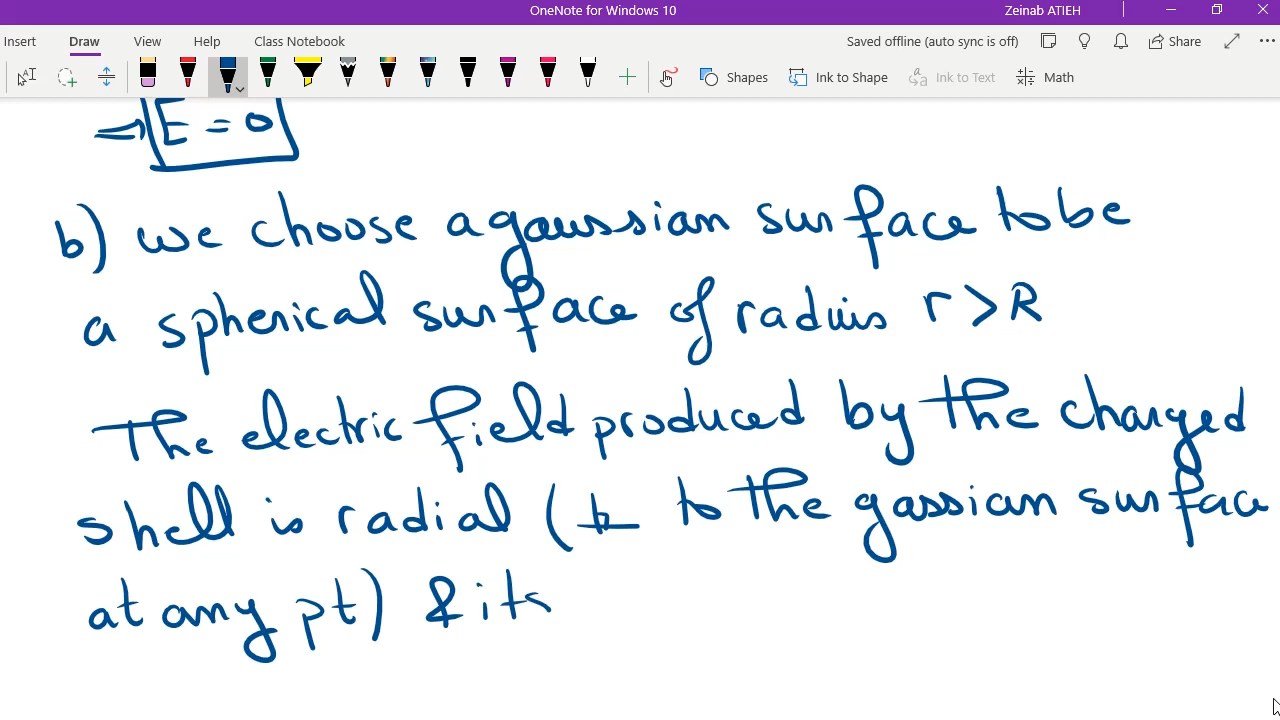 OneNote for Windows 10
Zeinab ATIEH
Insert Draw View Help Class Notebook Saved offline (auto sync is off) Share
Shapes Ink to Shape Ink to Text Math
⇒ E = 0
b) we choose a gaussian surface to be
a spherical surface of radius r > R
The electric field produced by the charged
shell is radial (⊥ to the gassian surface
at any pt) & its